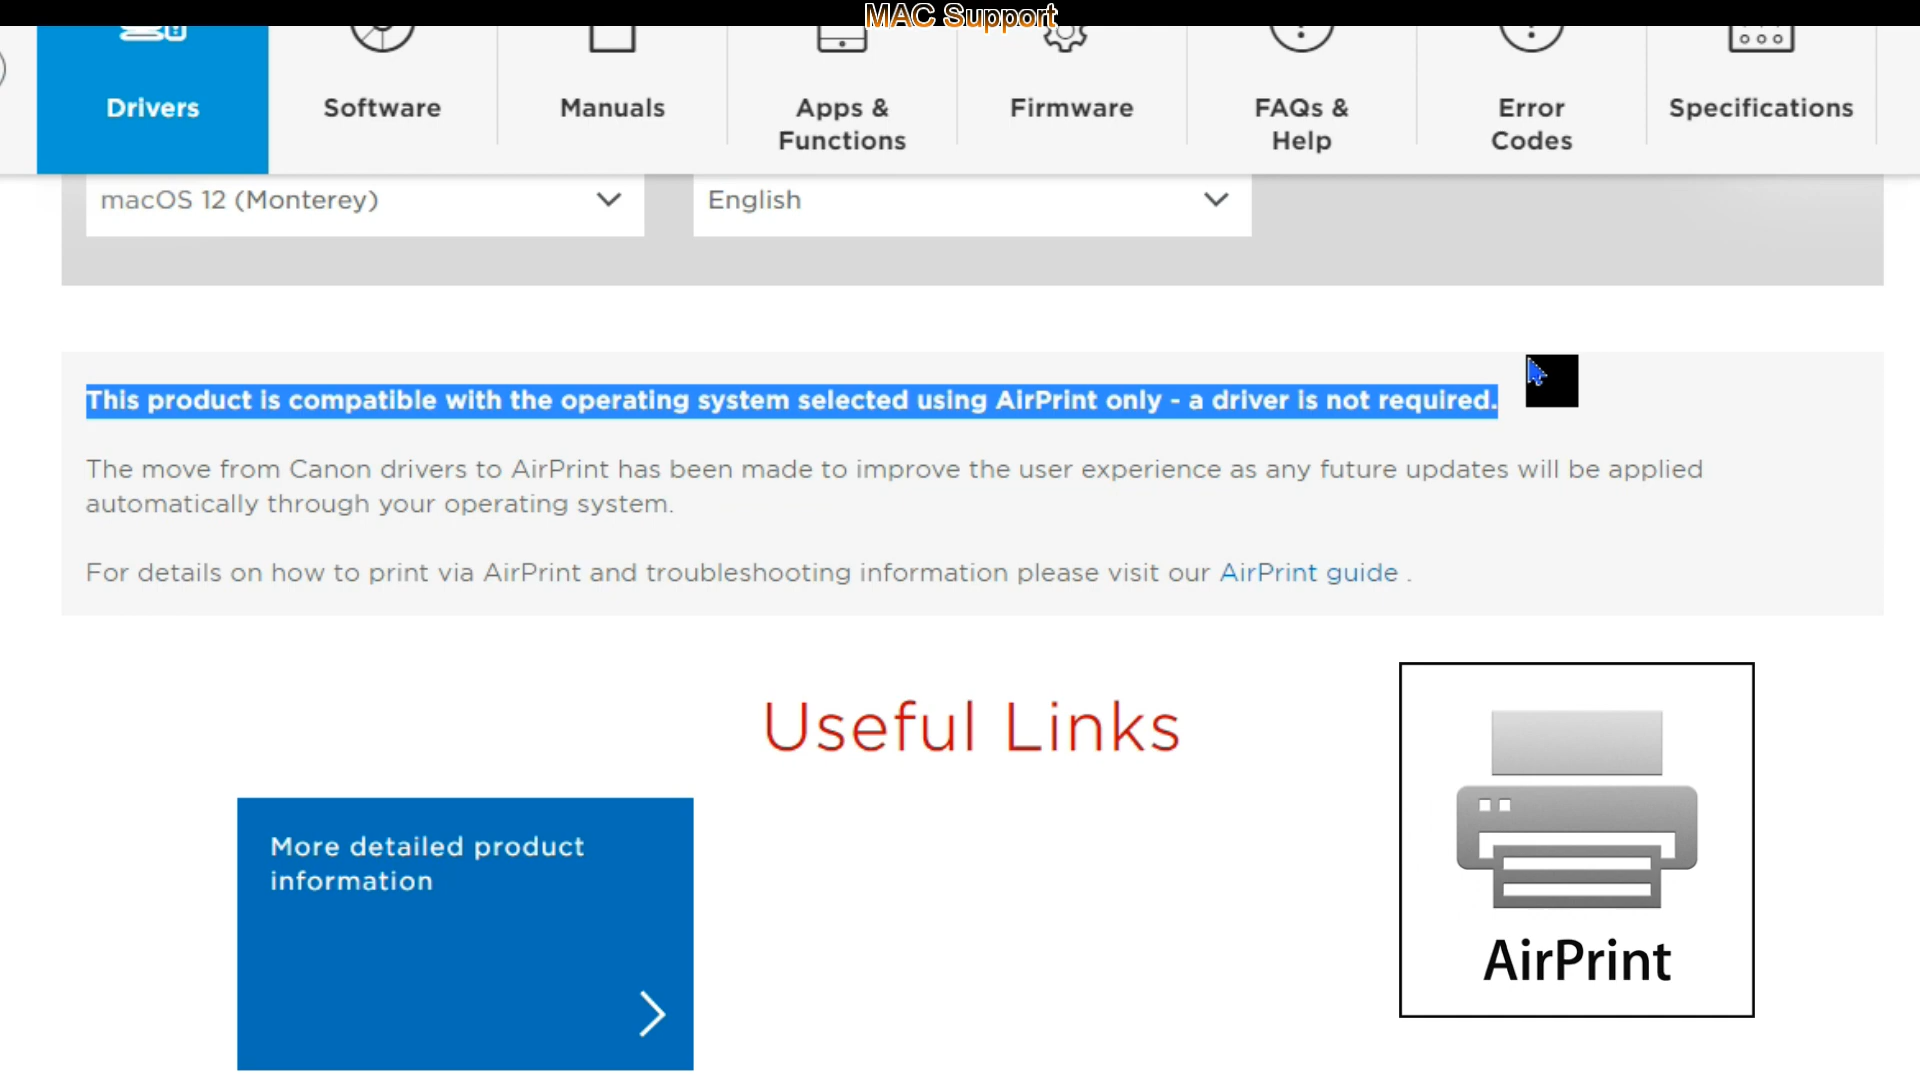 MAC Support
Drivers
Software
Manuals
Apps &
Functions
Firmware
FAQs &
Help
Error
Codes
Specifications
macOS 12 (Monterey)
English
This product is compatible with the operating system selected using AirPrint only - a driver is not required.
The move from Canon drivers to AirPrint has been made to improve the user experience as any future updates will be applied
automatically through your operating system.
For details on how to print via AirPrint and troubleshooting information please visit our AirPrint guide .
Useful Links
More detailed product
information
AirPrint